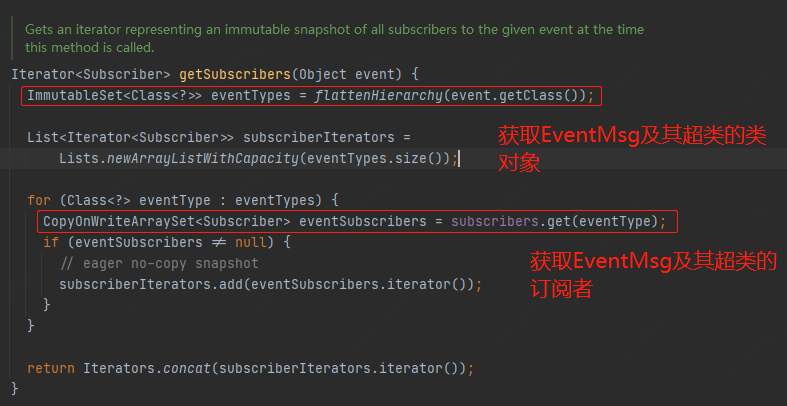 Gets an iterator representing an immutable snapshot of all subscribers to the given event at the time
this method is called.
Iterator<Subscriber> getSubscribers(Object event) {
ImmutableSet<Class<?>> eventTypes = flattenHierarchy(event.getClass());
List<Iterator<Subscriber>> subscriberIterators =
Lists.newArrayListWithCapacity(eventTypes.size());
获取EventMsg及其超类的类
对象
for (Class<?> eventType : eventTypes) {
CopyOnWriteArraySet<Subscriber> eventSubscribers = subscribers.get(eventType);
if (eventSubscribers ≠ null) {
// eager no-copy snapshot
subscriberIterators.add(eventSubscribers.iterator());
获取EventMsg及其超类的
订阅者
}
}
return Iterators.concat(subscriberIterators.iterator());
}